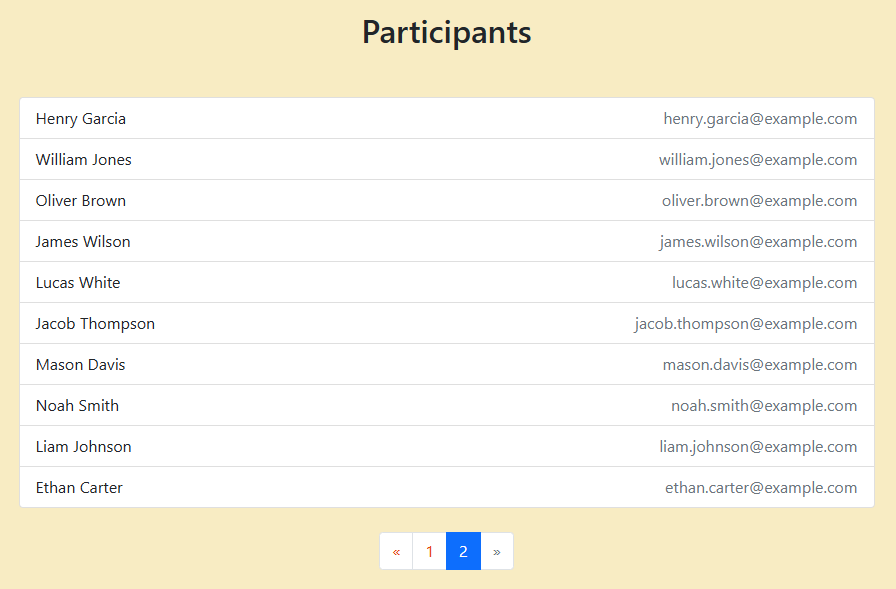 Participants
Henry Garcia henry.garcia@example.com
William Jones william.jones@example.com
Oliver Brown oliver.brown@example.com
James Wilson james.wilson@example.com
Lucas White lucas.white@example.com
Jacob Thompson jacob.thompson@example.com
Mason Davis mason.davis@example.com
Noah Smith noah.smith@example.com
Liam Johnson liam.johnson@example.com
Ethan Carter ethan.carter@example.com
« 1 2 »